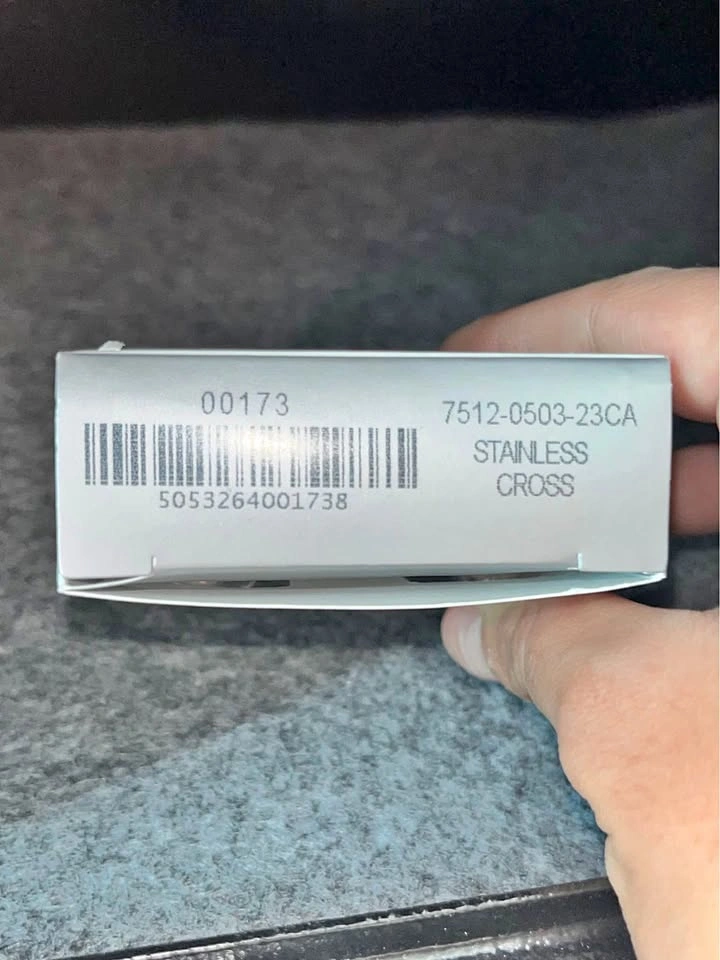 00173
5053264001738
7512-0503-23CA
STAINLESS
CROSS